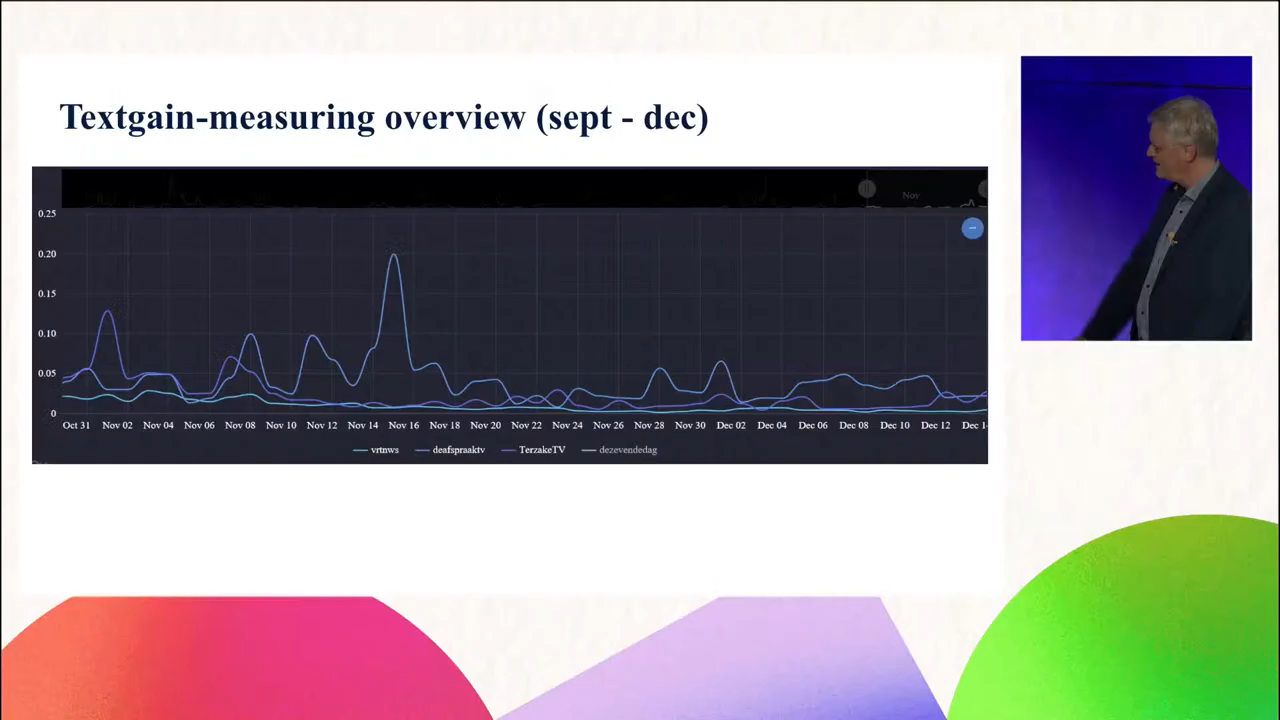 Textgain-measuring overview (sept - dec)
Nov
0.25
0.20
0.15
0.10
0.05
0
Oct 31 Nov 02 Nov 04 Nov 06 Nov 08 Nov 10 Nov 12 Nov 14 Nov 16 Nov 18 Nov 20 Nov 22 Nov 24 Nov 26 Nov 28 Nov 30 Dec 02 Dec 04 Dec 06 Dec 08 Dec 10 Dec 12 Dec 14
vrtnws deafspraaktv TerzakeTV dezevendedag